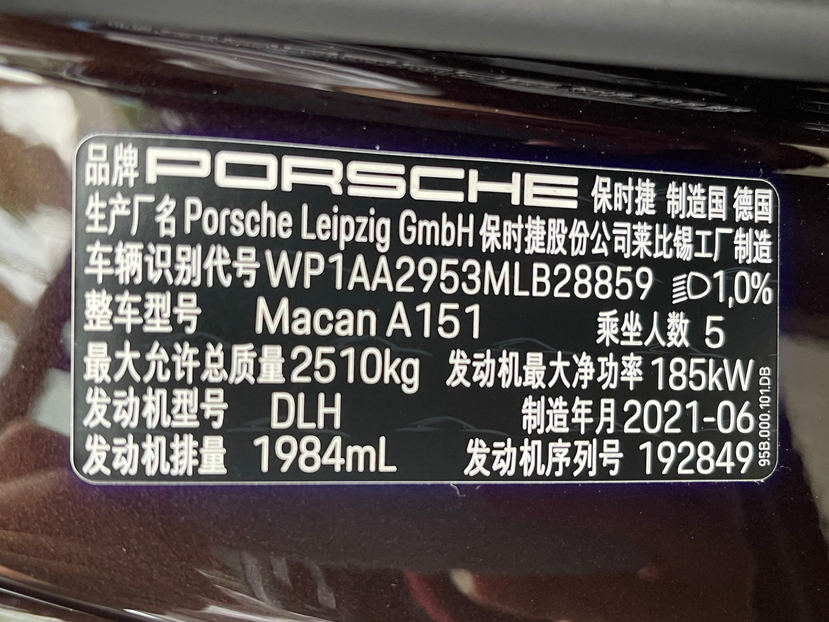 品牌 PORSCHE 保时捷 制造国 德国
生产厂名 Porsche Leipzig GmbH 保时捷股份公司莱比锡工厂制造
车辆识别代号 WP1AA2953MLB28859 1,0%
整车型号 Macan A151 乘坐人数 5
最大允许总质量 2510kg 发动机最大净功率 185kW
发动机型号 DLH 制造年月 2021-06
发动机排量 1984mL 发动机序列号 192849
95B.000.101.DB